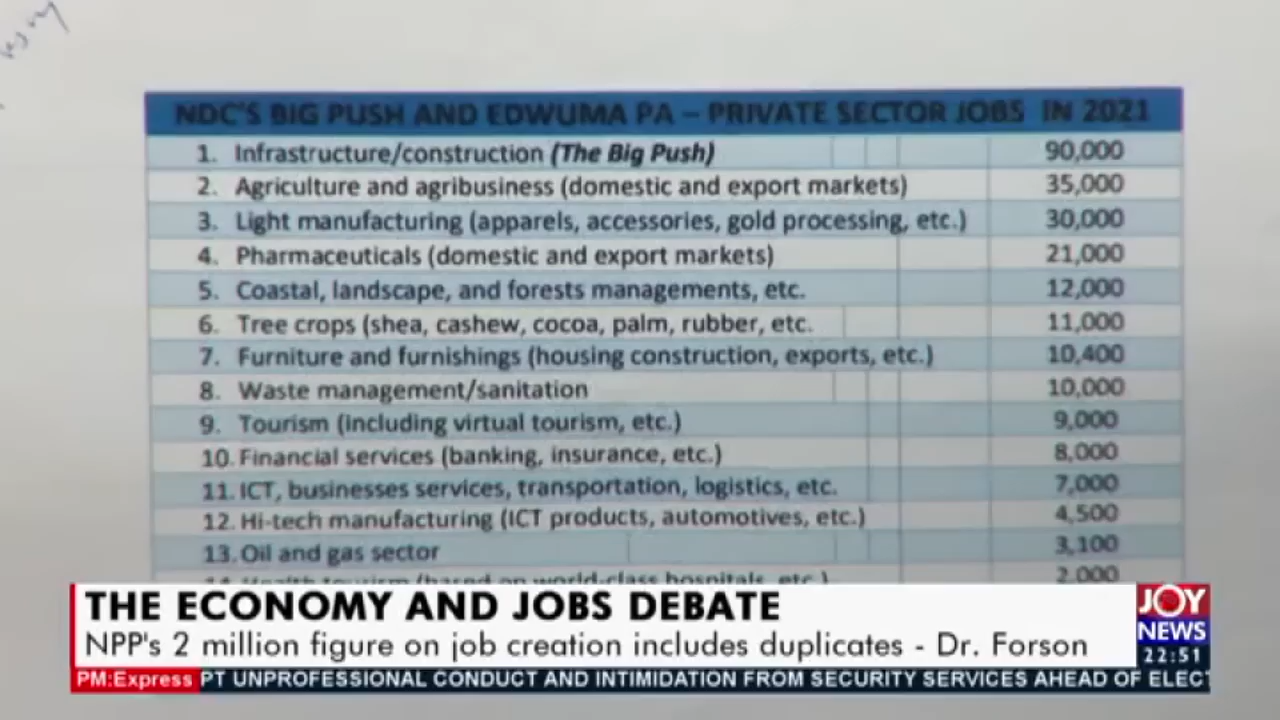 NDC'S BIG PUSH AND EDWUMA PA – PRIVATE SECTOR JOBS IN 2021
1. Infrastructure/construction (The Big Push) 90,000
2. Agriculture and agribusiness (domestic and export markets) 35,000
3. Light manufacturing (apparels, accessories, gold processing, etc.) 30,000
4. Pharmaceuticals (domestic and export markets) 21,000
5. Coastal, landscape, and forests managements, etc. 12,000
6. Tree crops (shea, cashew, cocoa, palm, rubber, etc. 11,000
7. Furniture and furnishings (housing construction, exports, etc.) 10,400
8. Waste management/sanitation 10,000
9. Tourism (including virtual tourism, etc.) 9,000
10. Financial services (banking, insurance, etc.) 8,000
11. ICT, businesses services, transportation, logistics, etc. 7,000
12. Hi-tech manufacturing (ICT products, automotives, etc.) 4,500
13. Oil and gas sector 3,100
14. Health tourism (based on world-class hospitals, etc.) 2,000
THE ECONOMY AND JOBS DEBATE
NPP's 2 million figure on job creation includes duplicates - Dr. Forson
JOY
NEWS
22:51
PM:Express PT UNPROFESSIONAL CONDUCT AND INTIMIDATION FROM SECURITY SERVICES AHEAD OF ELECT